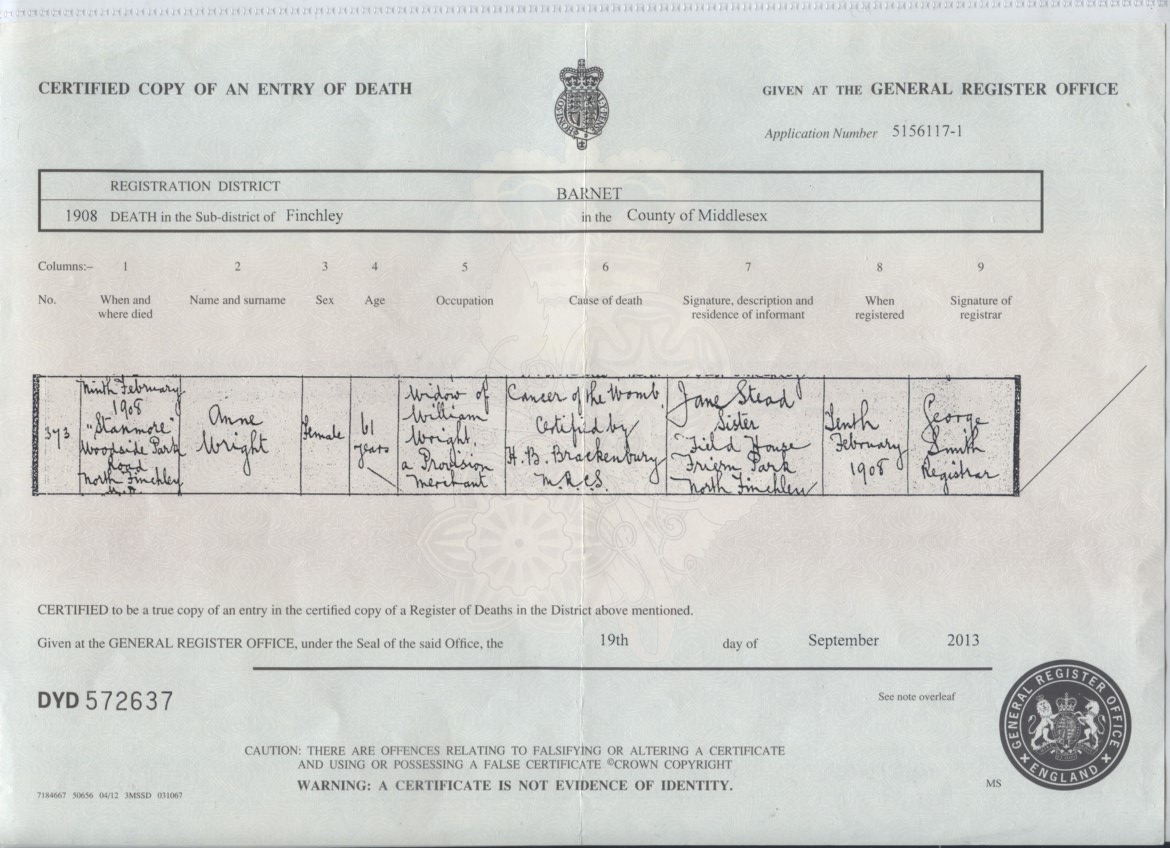 CERTIFIED COPY OF AN ENTRY OF DEATH
GIVEN AT THE GENERAL REGISTER OFFICE
Application Number 5156117-1
REGISTRATION DISTRICT BARNET
1908 DEATH in the Sub-district of Finchley in the County of Middlesex
Columns:– 1 2 3 4 5 6 7 8 9
No. When and where died Name and surname Sex Age Occupation Cause of death Signature, description and residence of informant When registered Signature of registrar
373
Ninth February
1908
"Stanmore"
Woodside Park
Road
North Finchley
Anne
Wright
Female
61
years
Widow of
William
Wright,
a Provision
Merchant
Cancer of the Womb
Certified by
H. B. Brackenbury
M.R.C.S.
Jane Stead
Sister
Field House
Friern Park
North Finchley
Tenth
February
1908
George
Smith
Registrar
CERTIFIED to be a true copy of an entry in the certified copy of a Register of Deaths in the District above mentioned.
Given at the GENERAL REGISTER OFFICE, under the Seal of the said Office, the 19th day of September 2013
DYD 572637
See note overleaf
CAUTION: THERE ARE OFFENCES RELATING TO FALSIFYING OR ALTERING A CERTIFICATE
AND USING OR POSSESSING A FALSE CERTIFICATE ©CROWN COPYRIGHT
WARNING: A CERTIFICATE IS NOT EVIDENCE OF IDENTITY.
7184667 50656 04/12 3MSSD 031067
MS
GENERAL REGISTER OFFICE
ENGLAND